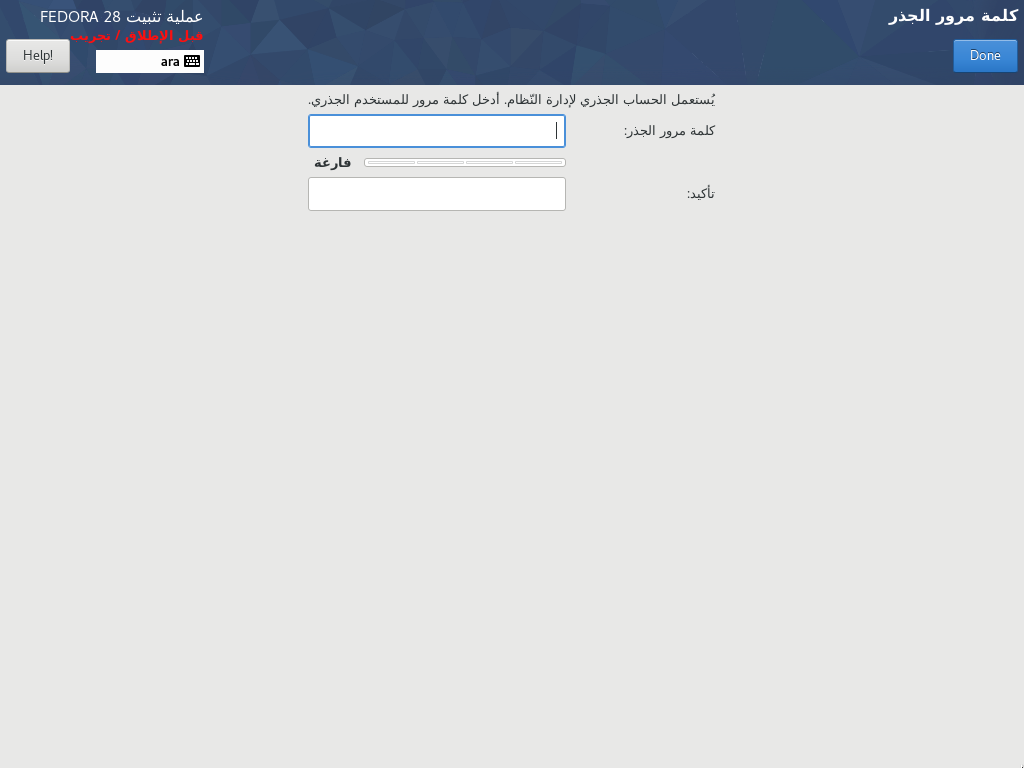 كلمة مرور الجذر
عملية تثبيت FEDORA 28
قبل الإطلاق / تجريب
Done
ara
Help!
يُستعمل الحساب الجذري لإدارة النّظام. أدخل كلمة مرور للمستخدم الجذري.
كلمة مرور الجذر:
فارغة
تأكيد: